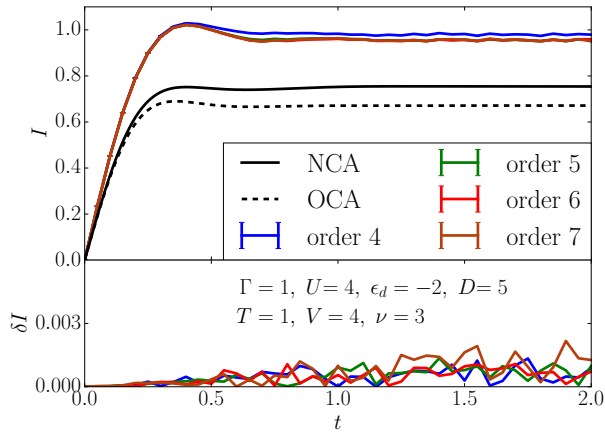 1.0
0.8
0.6
0.4
0.2
0.0
I
NCA
OCA
order 4
order 5
order 6
order 7
Γ = 1, U = 4, ϵ_d = −2, D = 5
T = 1, V = 4, ν = 3
δI
0.003
0.000
0.0 0.5 1.0 1.5 2.0
t